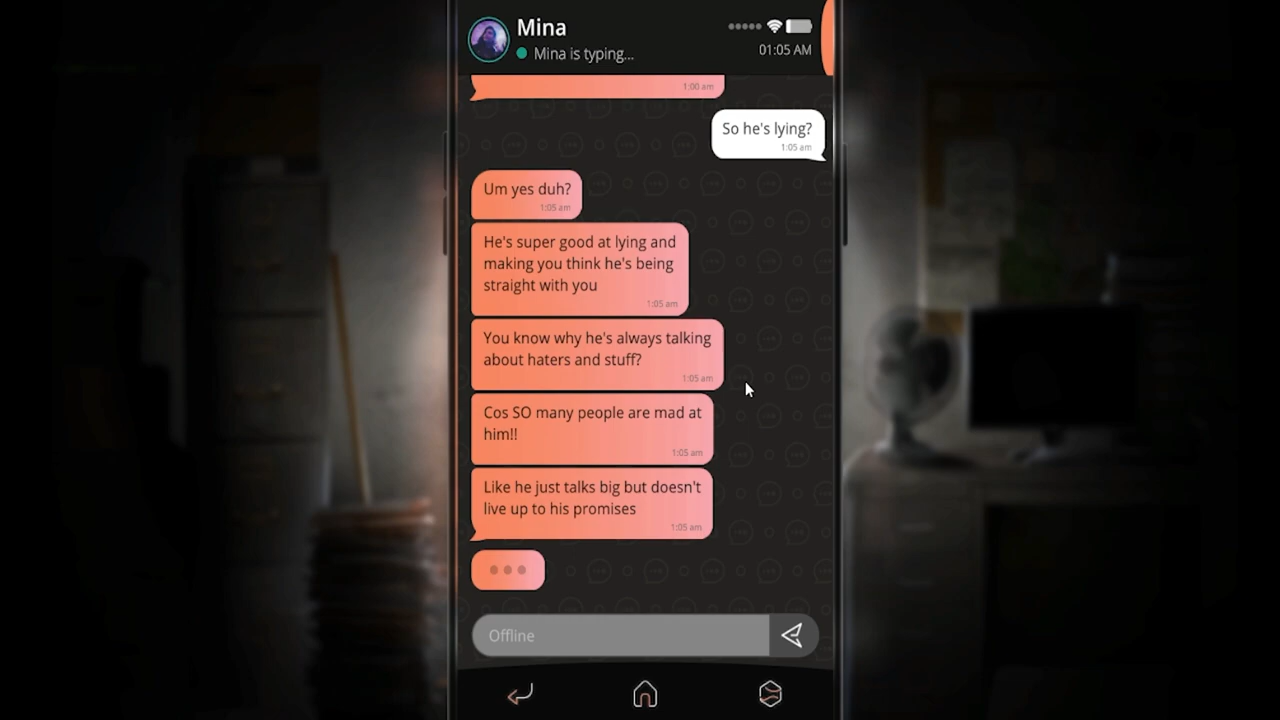 Mina
Mina is typing...
01:05 AM
1:00 am
So he's lying?
1:05 am
Um yes duh?
1:05 am
He's super good at lying and
making you think he's being
straight with you
1:05 am
You know why he's always talking
about haters and stuff?
1:05 am
Cos SO many people are mad at
him!!
1:05 am
Like he just talks big but doesn't
live up to his promises
1:05 am
Offline